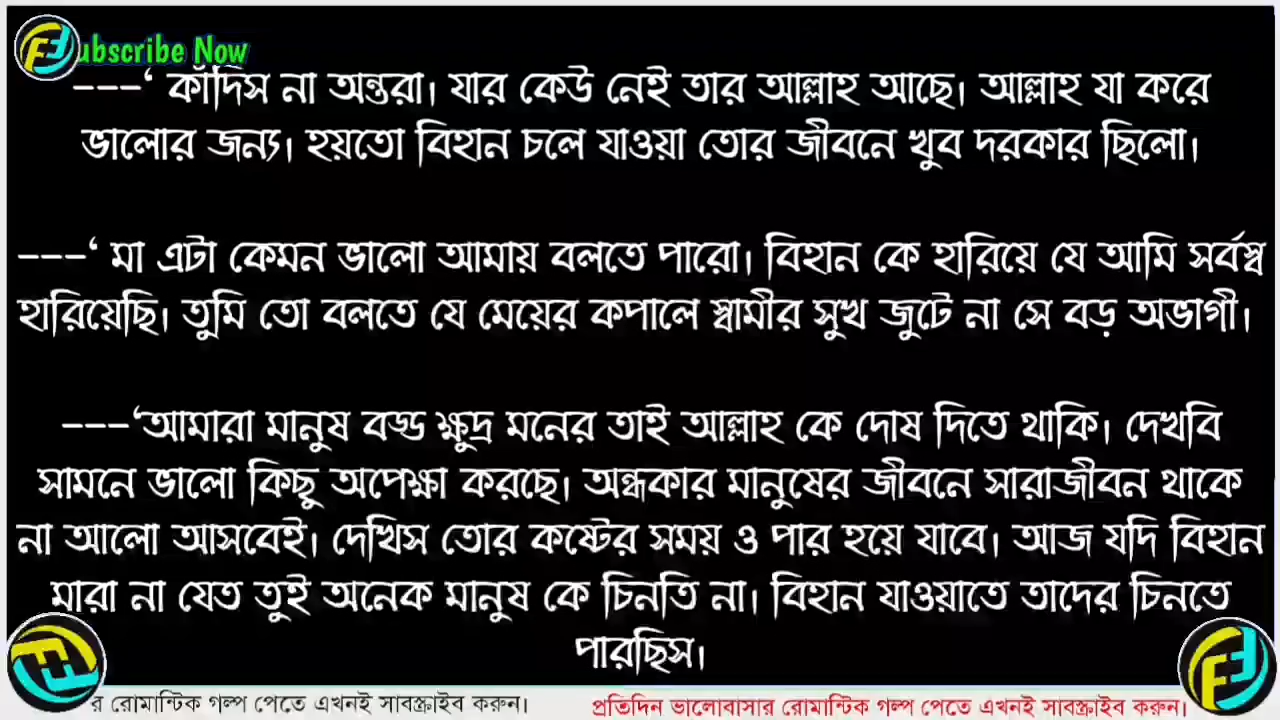 ubscribe Now
---‘ কাঁদিস না অন্তরা। যার কেউ নেই তার আল্লাহ আছে। আল্লাহ যা করে
ভালোর জন্য। হয়তো বিহান চলে যাওয়া তোর জীবনে খুব দরকার ছিলো।
---‘ মা এটা কেমন ভালো আমায় বলতে পারো। বিহান কে হারিয়ে যে আমি সর্বস্ব
হারিয়েছি। তুমি তো বলতে যে মেয়ের কপালে স্বামীর সুখ জুটে না সে বড় অভাগী।
---‘আমারা মানুষ বড্ড ক্ষুদ্র মনের তাই আল্লাহ কে দোষ দিতে থাকি। দেখবি
সামনে ভালো কিছু অপেক্ষা করছে। অন্ধকার মানুষের জীবনে সারাজীবন থাকে
না আলো আসবেই। দেখিস তোর কষ্টের সময় ও পার হয়ে যাবে। আজ যদি বিহান
মারা না যেত তুই অনেক মানুষ কে চিনতি না। বিহান যাওয়াতে তাদের চিনতে
পারছিস।
র রোমান্টিক গল্প পেতে এখনই সাবস্ক্রাইব করুন। প্রতিদিন ভালোবাসার রোমান্টিক গল্প পেতে এখনই সাবস্ক্রাইব করুন।